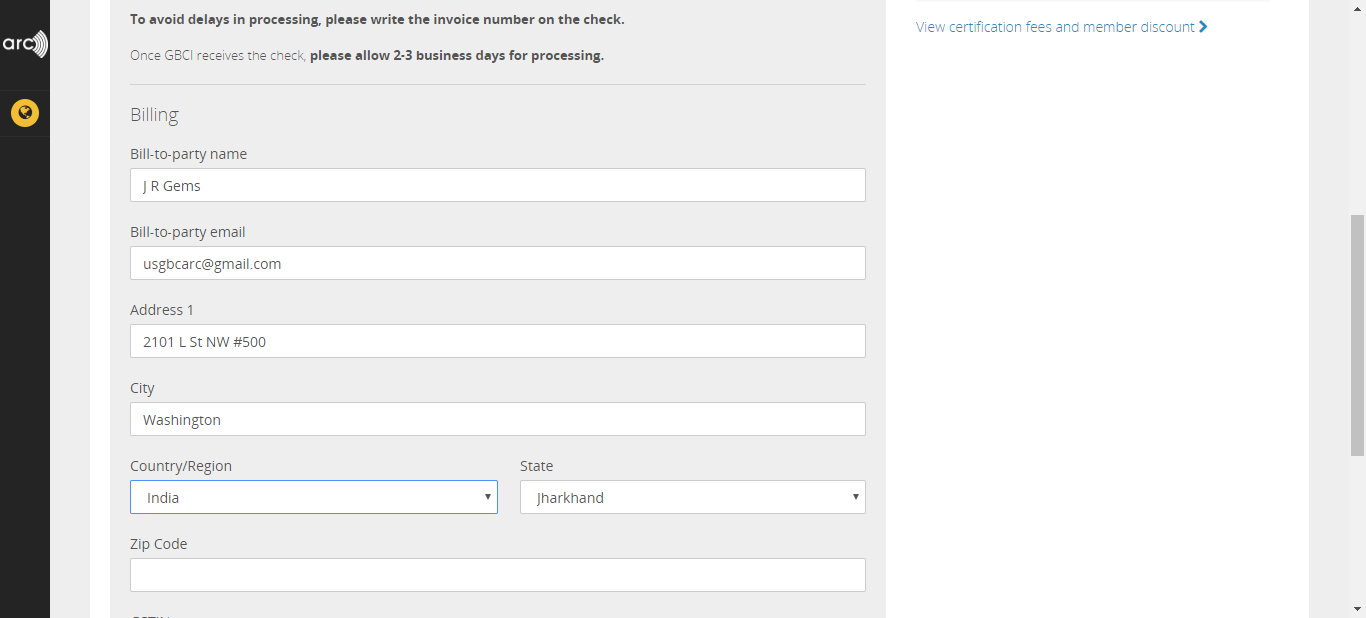 arc
To avoid delays in processing, please write the invoice number on the check.
Once GBCI receives the check, please allow 2-3 business days for processing.
View certification fees and member discount
Billing
Bill-to-party name
J R Gems
Bill-to-party email
usgbcarc@gmail.com
Address 1
2101 L St NW #500
City
Washington
Country/Region State
India Jharkhand
Zip Code